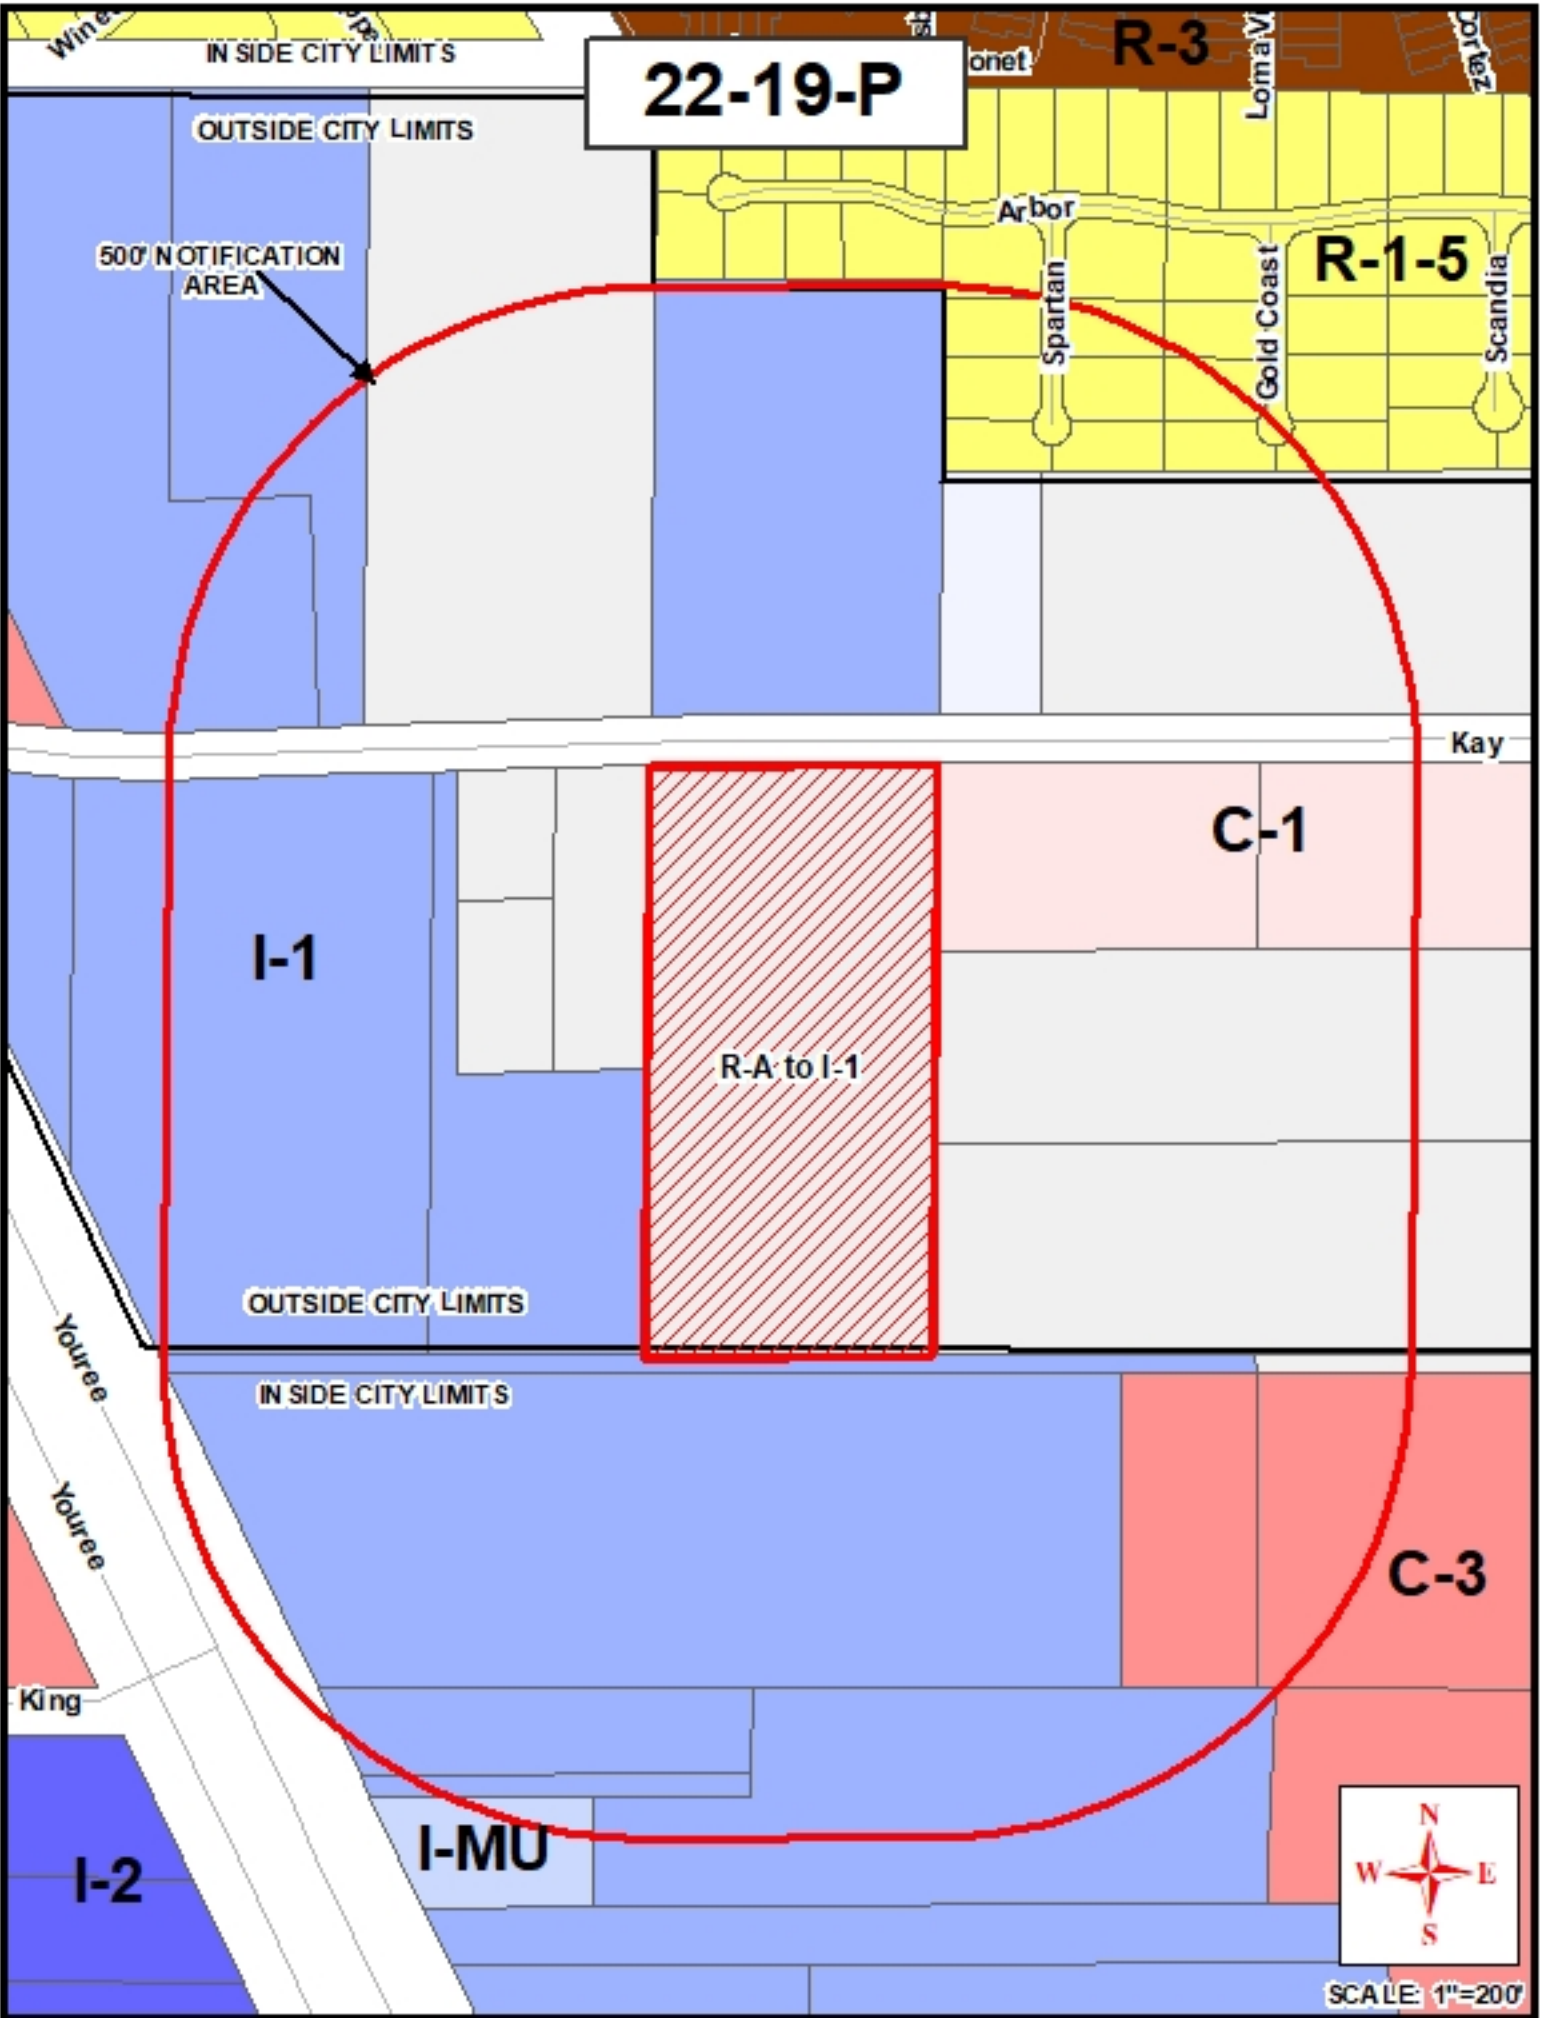 R-3
IN SIDE CITY LIMITS
22-19-P
onet
OUTSIDE CITY LIMITS
Arbor
500' NOTIFICATION
AREA
R-1-5
Spartan
Gold Coast
Scandia
Kay
C-1
I-1
R-A to I-1
OUTSIDE CITY LIMITS
Youree
IN SIDE CITY LIMITS
Youree
C-3
King
I-MU
I-2
N
W E
S
SCALE: 1"=200'